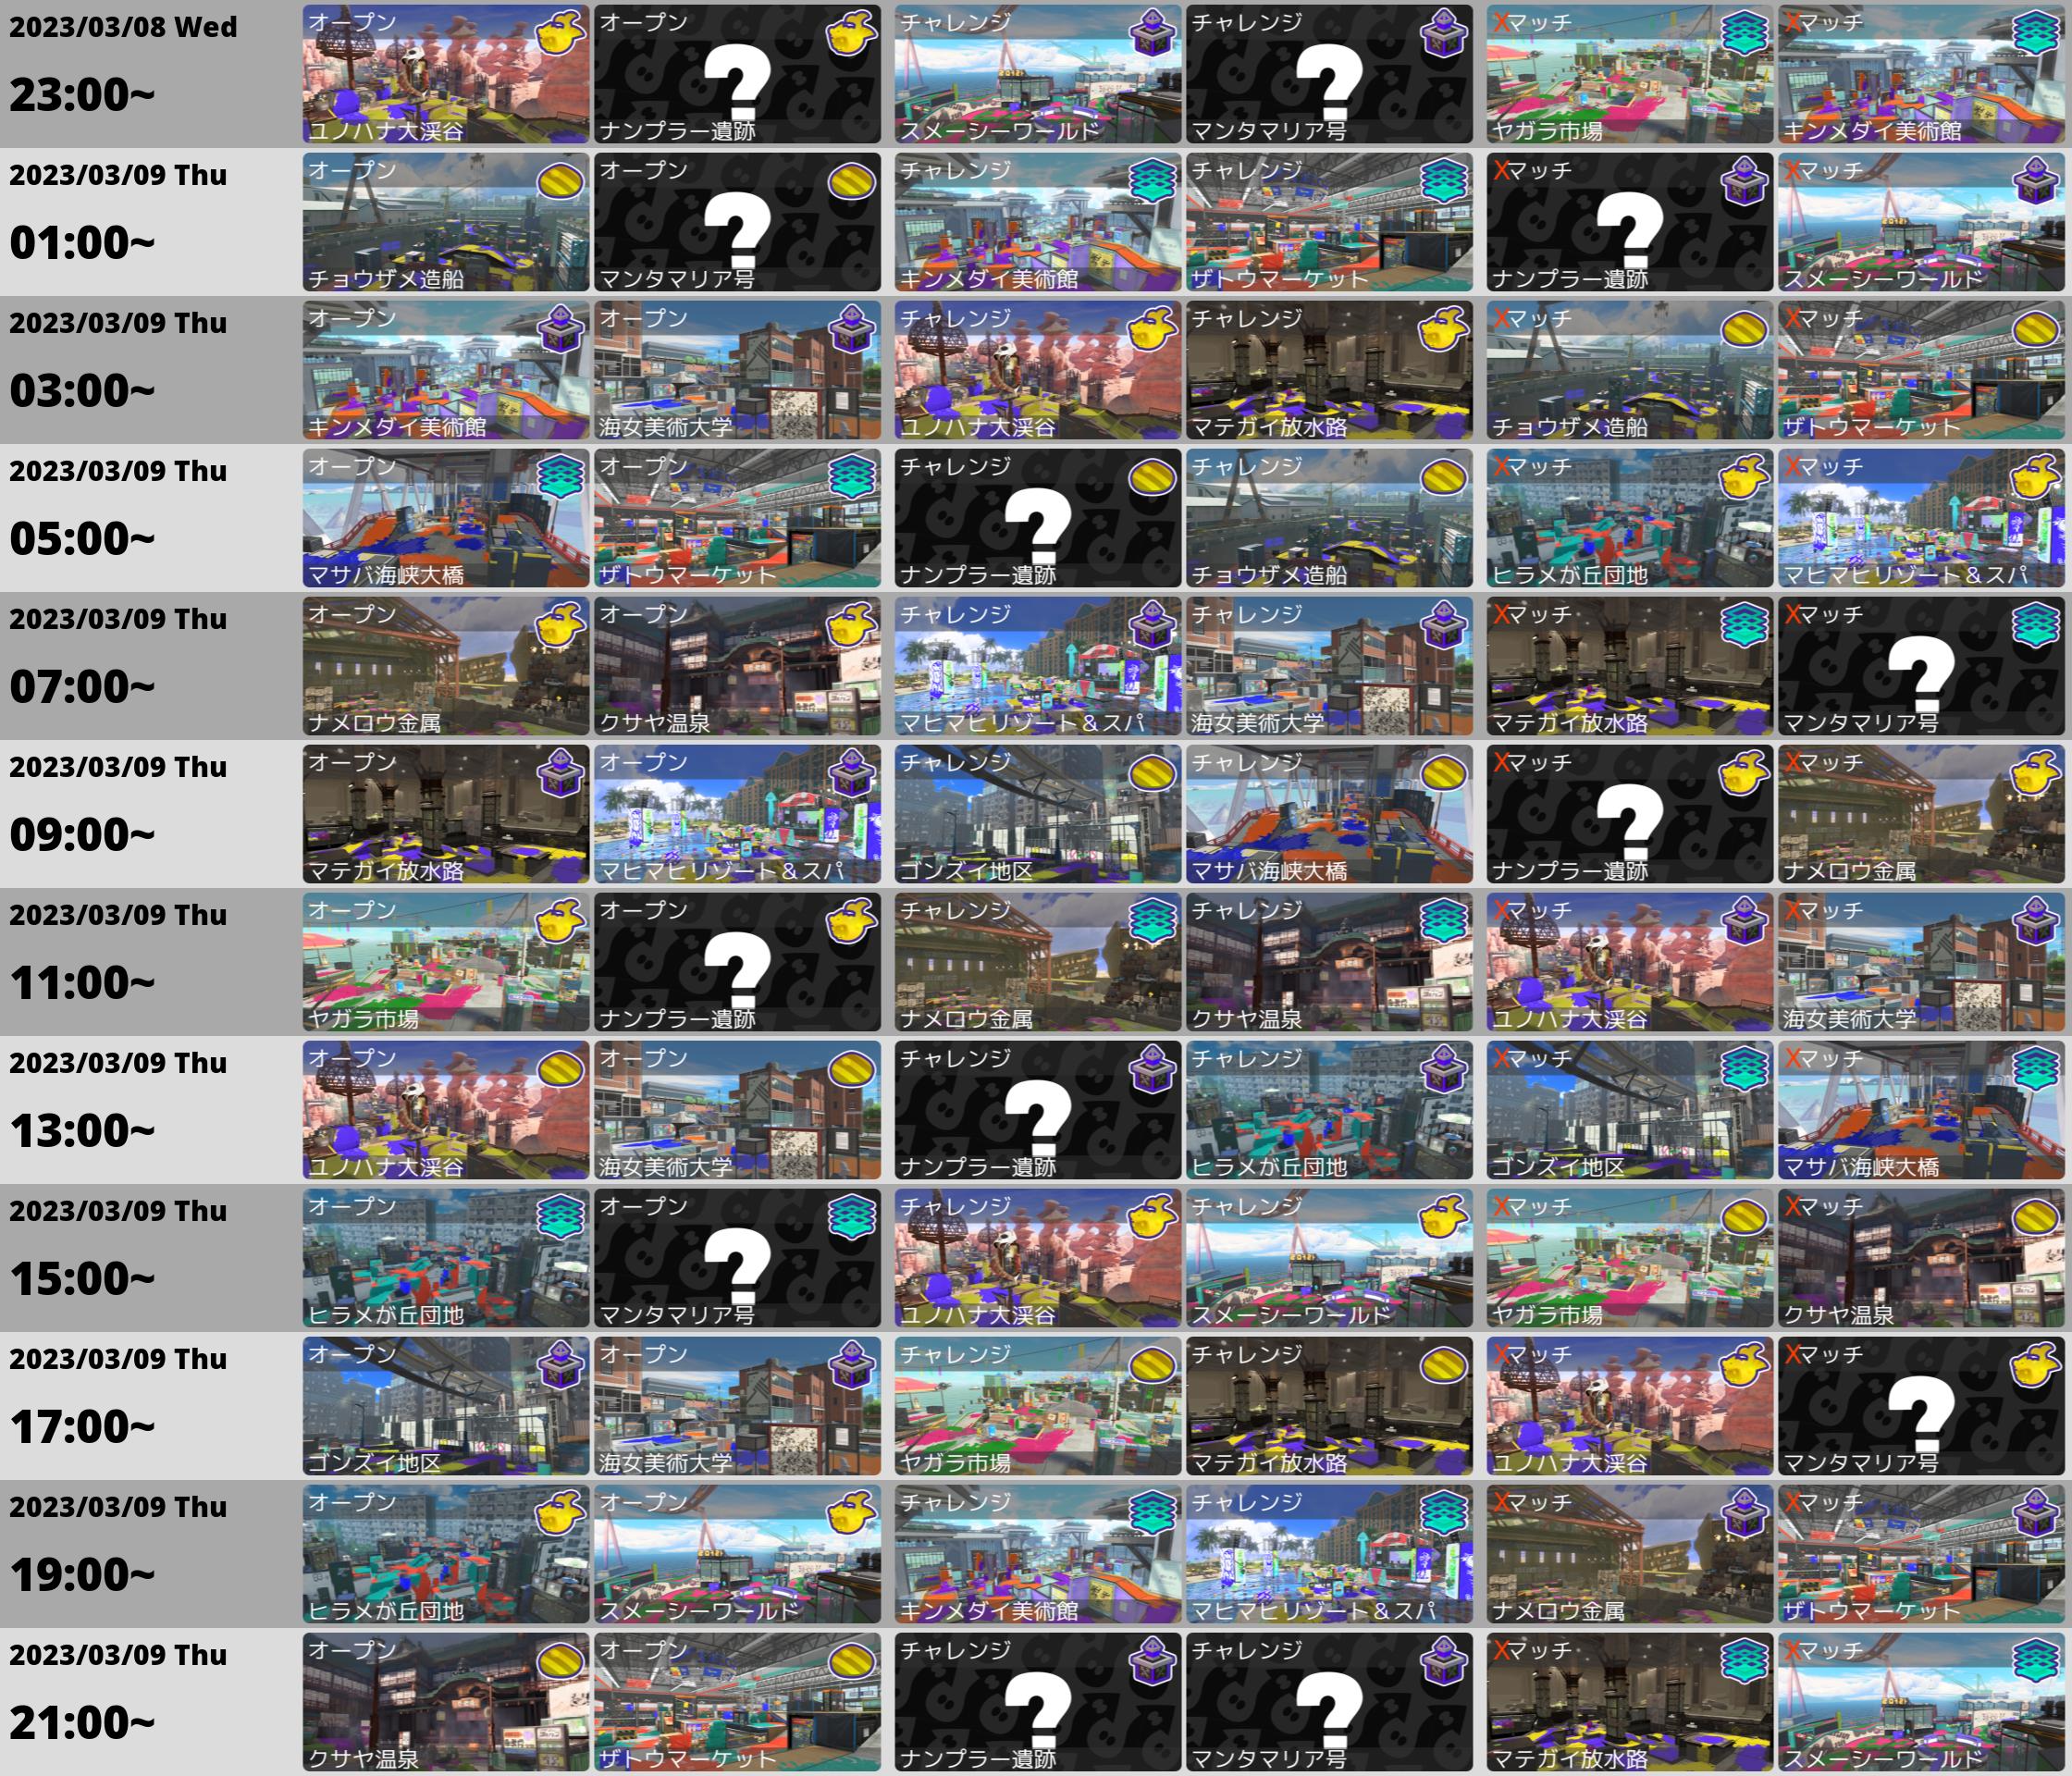 2023/03/08 Wed
23:00~
オープン オープン チャレンジ チャレンジ Xマッチ Xマッチ
ユノハナ大渓谷 ナンプラー遺跡 スメーシーワールド マンタマリア号 ヤガラ市場 キンメダイ美術館
2023/03/09 Thu
01:00~
オープン オープン チャレンジ チャレンジ Xマッチ Xマッチ
チョウザメ造船 マンタマリア号 キンメダイ美術館 ザトウマーケット ナンプラー遺跡 スメーシーワールド
2023/03/09 Thu
03:00~
オープン オープン チャレンジ チャレンジ Xマッチ Xマッチ
キンメダイ美術館 海女美術大学 ユノハナ大渓谷 マテガイ放水路 チョウザメ造船 ザトウマーケット
2023/03/09 Thu
05:00~
オープン オープン チャレンジ チャレンジ Xマッチ Xマッチ
マサバ海峡大橋 ザトウマーケット ナンプラー遺跡 チョウザメ造船 ヒラメが丘団地 マヒマヒリゾート＆スパ
2023/03/09 Thu
07:00~
オープン オープン チャレンジ チャレンジ Xマッチ Xマッチ
ナメロウ金属 クサヤ温泉 マヒマヒリゾート＆スパ 海女美術大学 マテガイ放水路 マンタマリア号
2023/03/09 Thu
09:00~
オープン オープン チャレンジ チャレンジ Xマッチ Xマッチ
マテガイ放水路 マヒマヒリゾート＆スパ ゴンズイ地区 マサバ海峡大橋 ナンプラー遺跡 ナメロウ金属
2023/03/09 Thu
11:00~
オープン オープン チャレンジ チャレンジ Xマッチ Xマッチ
ヤガラ市場 ナンプラー遺跡 ナメロウ金属 クサヤ温泉 ユノハナ大渓谷 海女美術大学
2023/03/09 Thu
13:00~
オープン オープン チャレンジ チャレンジ Xマッチ Xマッチ
ユノハナ大渓谷 海女美術大学 ナンプラー遺跡 ヒラメが丘団地 ゴンズイ地区 マサバ海峡大橋
2023/03/09 Thu
15:00~
オープン オープン チャレンジ チャレンジ Xマッチ Xマッチ
ヒラメが丘団地 マンタマリア号 ユノハナ大渓谷 スメーシーワールド ヤガラ市場 クサヤ温泉
2023/03/09 Thu
17:00~
オープン オープン チャレンジ チャレンジ Xマッチ Xマッチ
ゴンズイ地区 海女美術大学 ヤガラ市場 マテガイ放水路 ユノハナ大渓谷 マンタマリア号
2023/03/09 Thu
19:00~
オープン オープン チャレンジ チャレンジ Xマッチ Xマッチ
ヒラメが丘団地 スメーシーワールド キンメダイ美術館 マヒマヒリゾート＆スパ ナメロウ金属 ザトウマーケット
2023/03/09 Thu
21:00~
オープン オープン チャレンジ チャレンジ Xマッチ Xマッチ
クサヤ温泉 ザトウマーケット ナンプラー遺跡 マンタマリア号 マテガイ放水路 スメーシーワールド